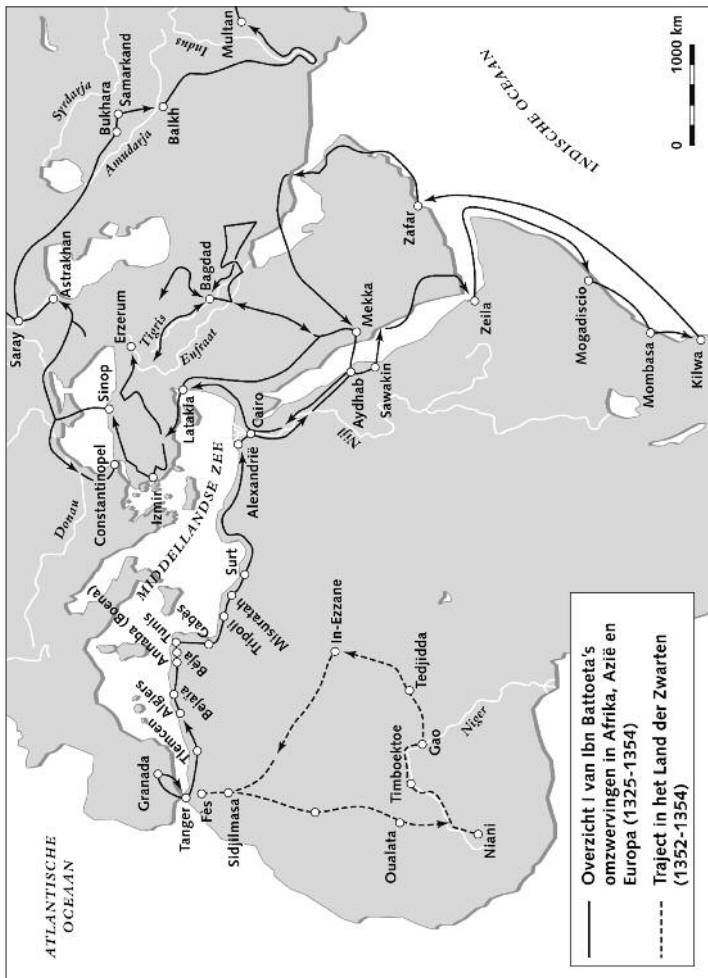 ATLANTISCHE
OCEAAN
Granada
Tanger
Fes
Sidjilmasa
Tlemcen
Algiers
Bejaïa
Annaba (Boena)
Béja
Tunis
Gabès
Tripoli
Misuratah
Surt
MIDDELLANDSE ZEE
Donau
Constantinopel
Izmir
Sinop
Latakia
Alexandrië
Cairo
Nijl
Saray
Astrakhan
Erzerum
Tigris
Eufraat
Bagdad
Syrdarja
Bukhara
Samarkand
Amudarja
Balkh
Indus
Multan
Mekka
Aydhab
Sawakin
Zafar
Zeila
Mogadiscio
Mombasa
Kilwa
INDISCHE OCEAAN
In-Ezzane
Tedjidda
Timboektoe
Gao
Niger
Oualata
Niani
0 1000 km
Overzicht I van Ibn Battoeta's
omzwervingen in Afrika, Azië en
Europa (1325-1354)
Traject in het Land der Zwarten
(1352-1354)